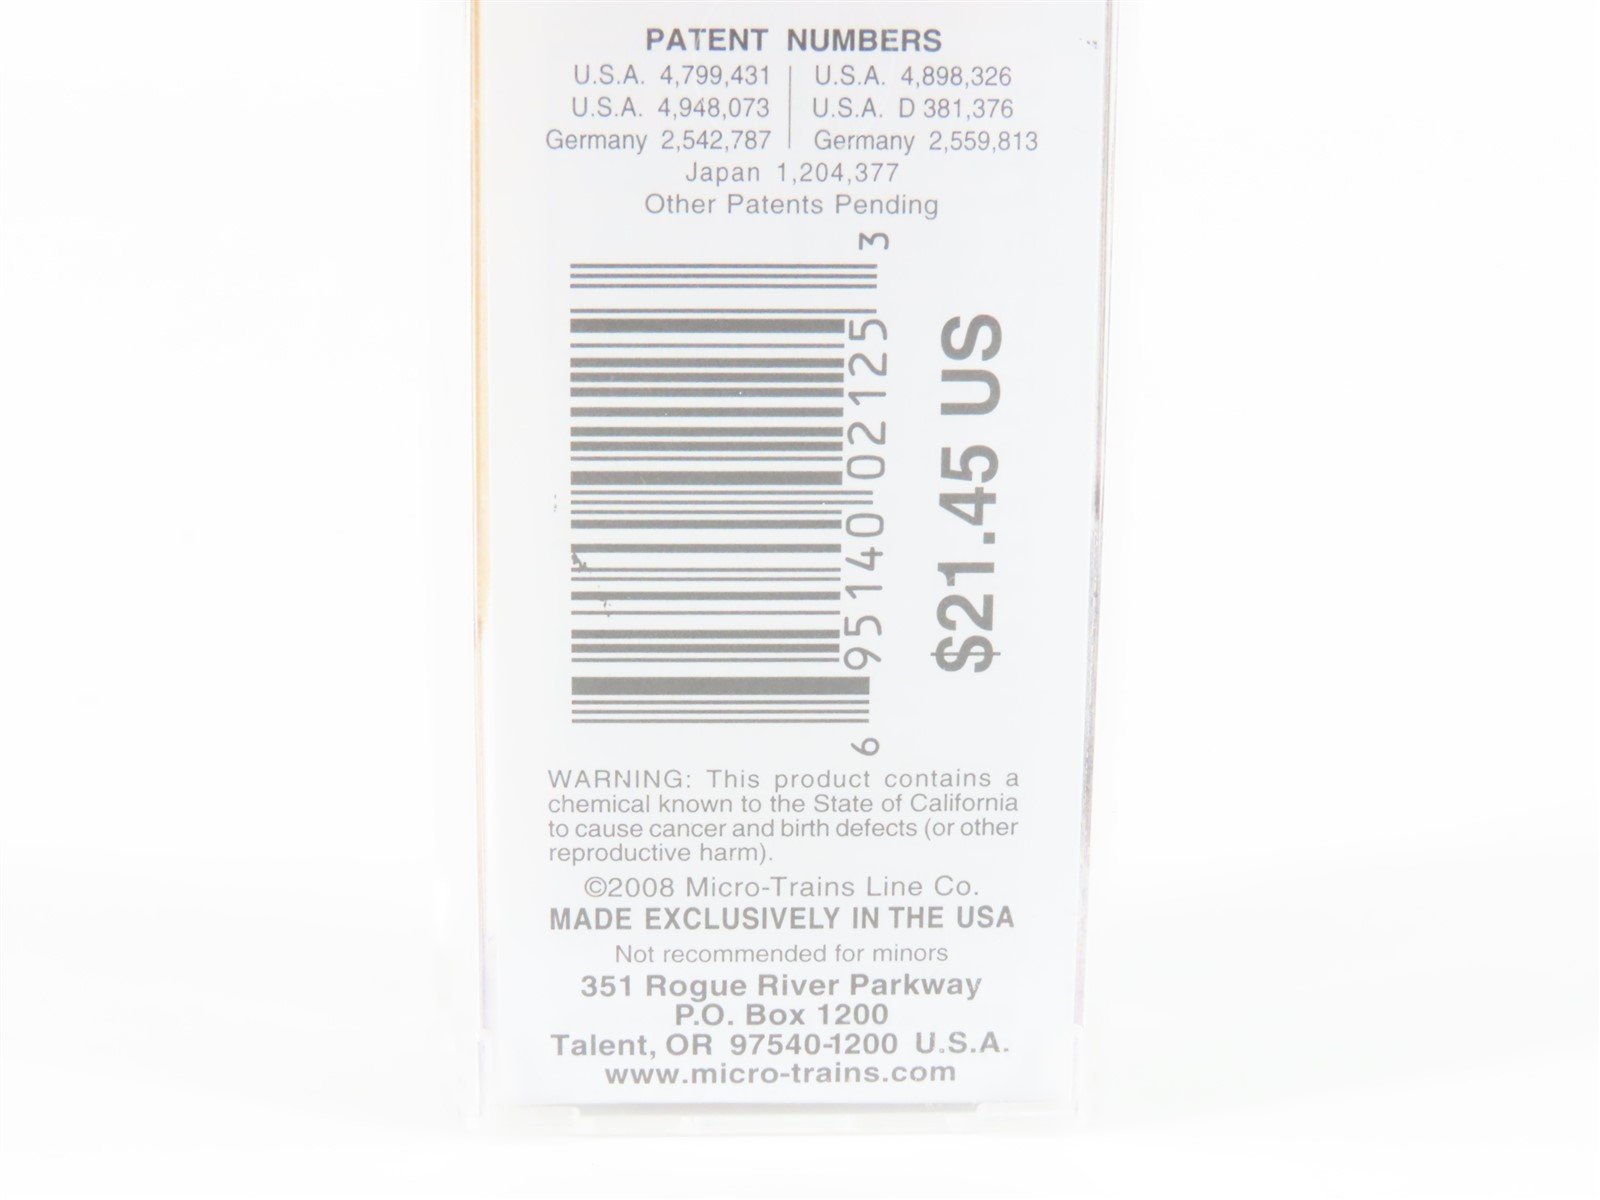 PATENT NUMBERS
U.S.A. 4,799,431 | U.S.A. 4,898,326
U.S.A. 4,948,073 | U.S.A. D 381,376
Germany 2,542,787 | Germany 2,559,813
Japan 1,204,377
Other Patents Pending
6 95140 02125 3
$21.45 US
WARNING: This product contains a
chemical known to the State of California
to cause cancer and birth defects (or other
reproductive harm).
©2008 Micro-Trains Line Co.
MADE EXCLUSIVELY IN THE USA
Not recommended for minors
351 Rogue River Parkway
P.O. Box 1200
Talent, OR 97540-1200 U.S.A.
www.micro-trains.com